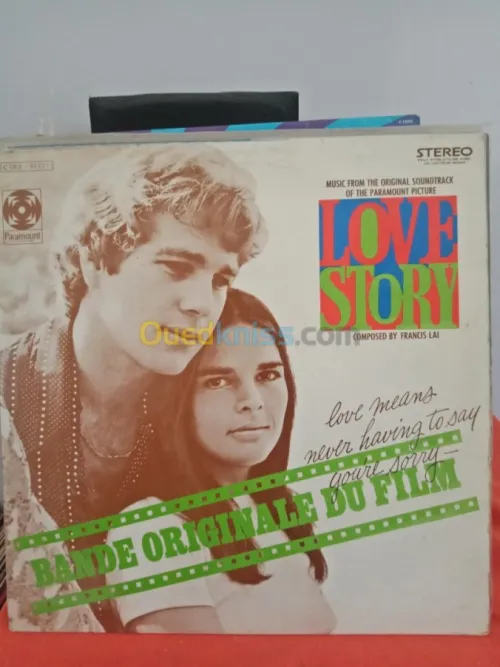 STEREO
Paramount
MUSIC FROM THE ORIGINAL SOUNDTRACK
OF THE PARAMOUNT PICTURE
LOVE
STORY
COMPOSED BY FRANCIS LAI
Ouedkniss.com
love means
never having to say
you're sorry—
BANDE ORIGINALE DU FILM